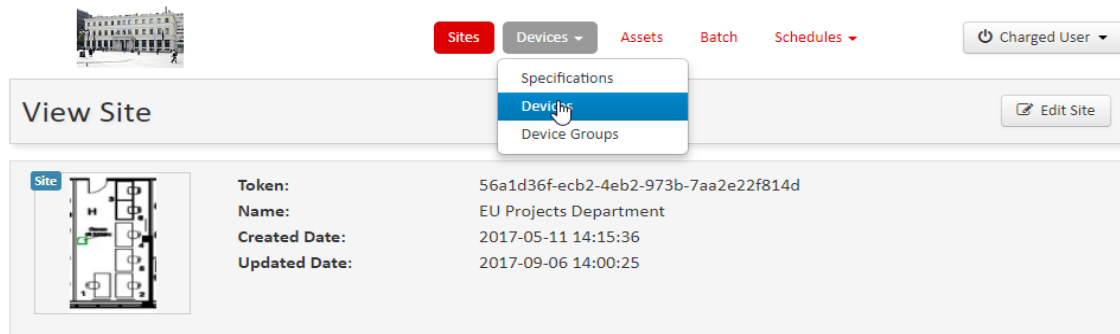 Sites Devices Assets Batch Schedules Charged User
Specifications
Devices
Device Groups
View Site
Edit Site
Site
H
1
2
Token: 56a1d36f-ecb2-4eb2-973b-7aa2e22f814d
Name: EU Projects Department
Created Date: 2017-05-11 14:15:36
Updated Date: 2017-09-06 14:00:25